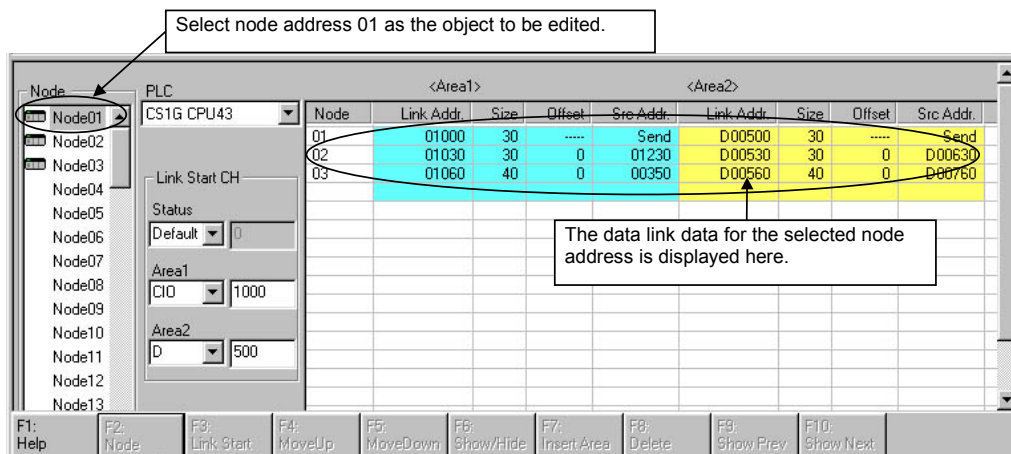 Select node address 01 as the object to be edited.
<Area1> <Area2>
Node PLC
CS1G CPU43
Node Link Addr. Size Offset Src Addr. Link Addr. Size Offset Src Addr.
01 01000 30 ----- Send D00500 30 ----- Send
02 01030 30 0 01230 D00530 30 0 D00630
03 01060 40 0 00350 D00560 40 0 D00760
Node01
Node02
Node03
Node04
Node05
Node06
Node07
Node08
Node09
Node10
Node11
Node12
Node13
Link Start CH
Status
Default 0
Area1
CIO 1000
Area2
D 500
The data link data for the selected node
address is displayed here.
F1: F2: F3: F4: F5: F6: F7: F8: F9: F10:
Help Node Link Start MoveUp MoveDown Show/Hide Insert Area Delete Show Prev Show Next